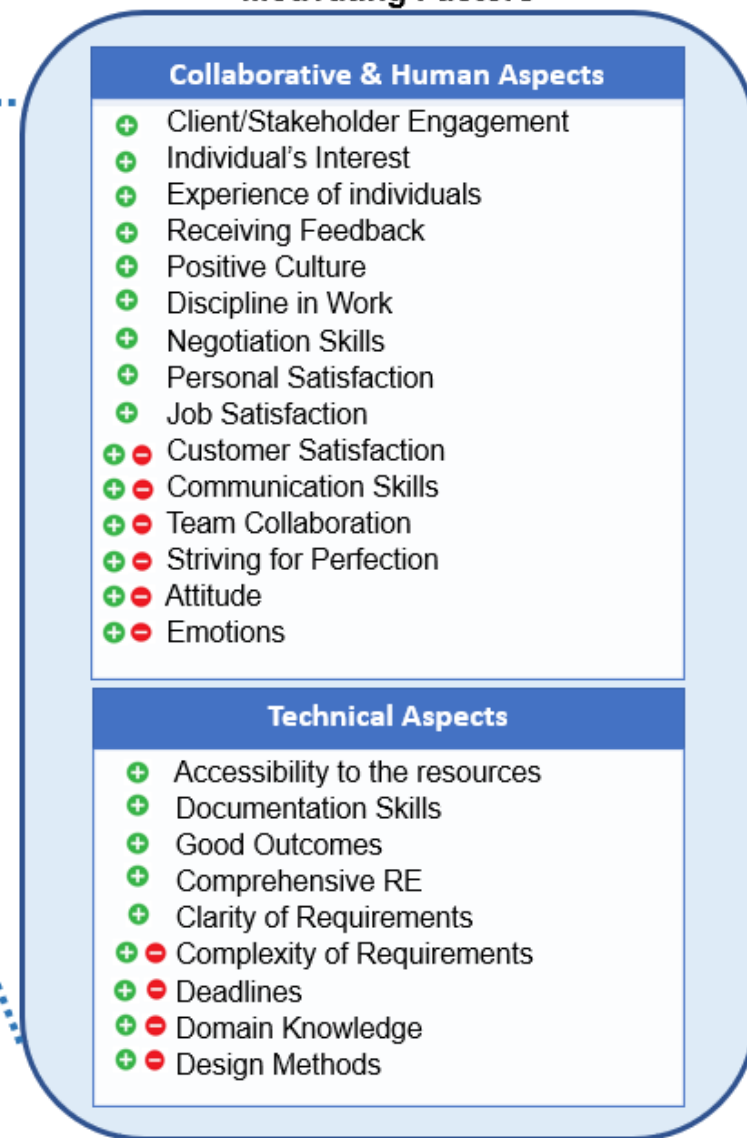 Motivating Factors
Collaborative & Human Aspects
Client/Stakeholder Engagement
Individual's Interest
Experience of individuals
Receiving Feedback
Positive Culture
Discipline in Work
Negotiation Skills
Personal Satisfaction
Job Satisfaction
Customer Satisfaction
Communication Skills
Team Collaboration
Striving for Perfection
Attitude
Emotions
Technical Aspects
Accessibility to the resources
Documentation Skills
Good Outcomes
Comprehensive RE
Clarity of Requirements
Complexity of Requirements
Deadlines
Domain Knowledge
Design Methods